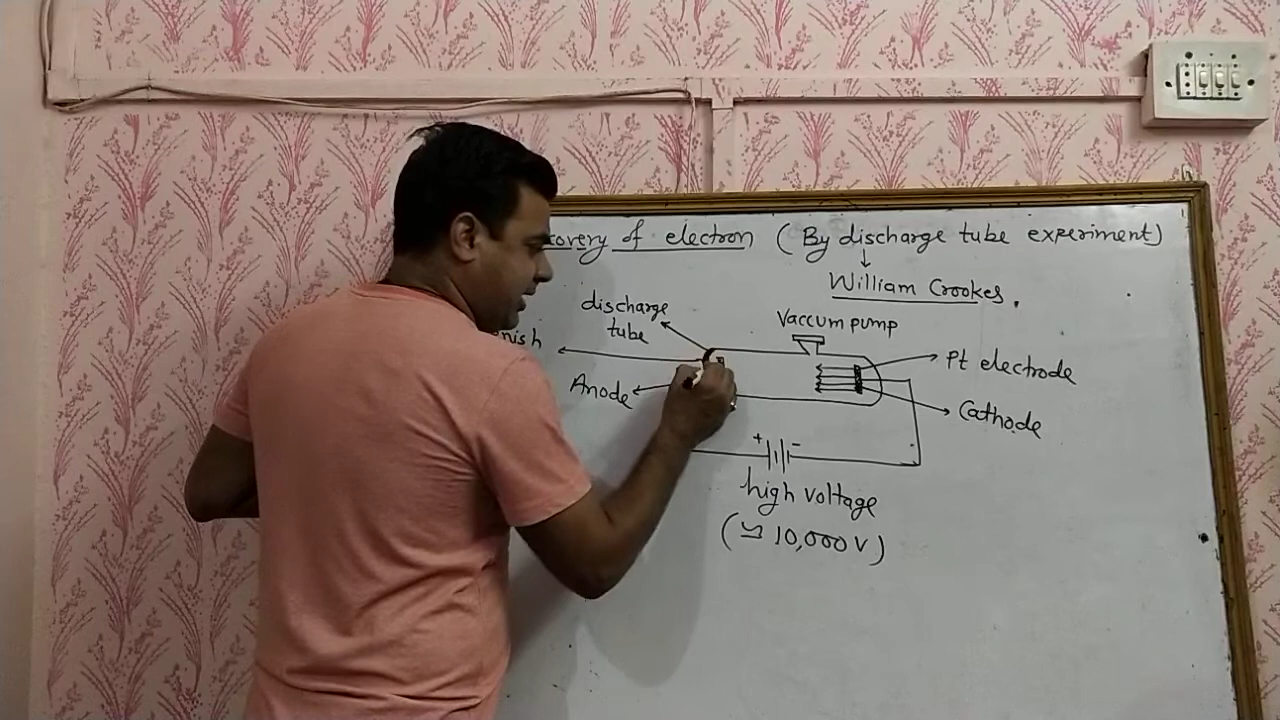 covery of electron ( By discharge tube experiment)
William Crookes.
discharge
tube
Vaccum pump
nish
Pt electrode
Anode
Cathode
+ -
high voltage
(≃ 10,000 V)